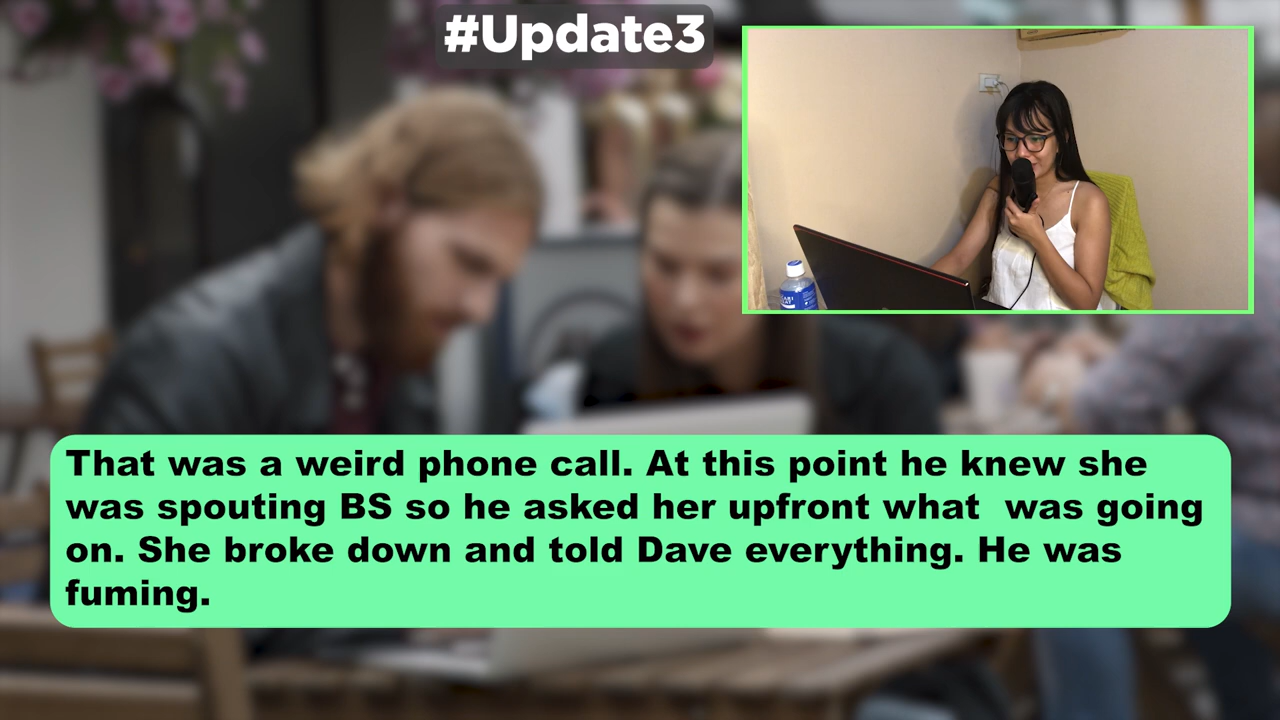 #Update3
That was a weird phone call. At this point he knew she
was spouting BS so he asked her upfront what  was going
on. She broke down and told Dave everything. He was
fuming.